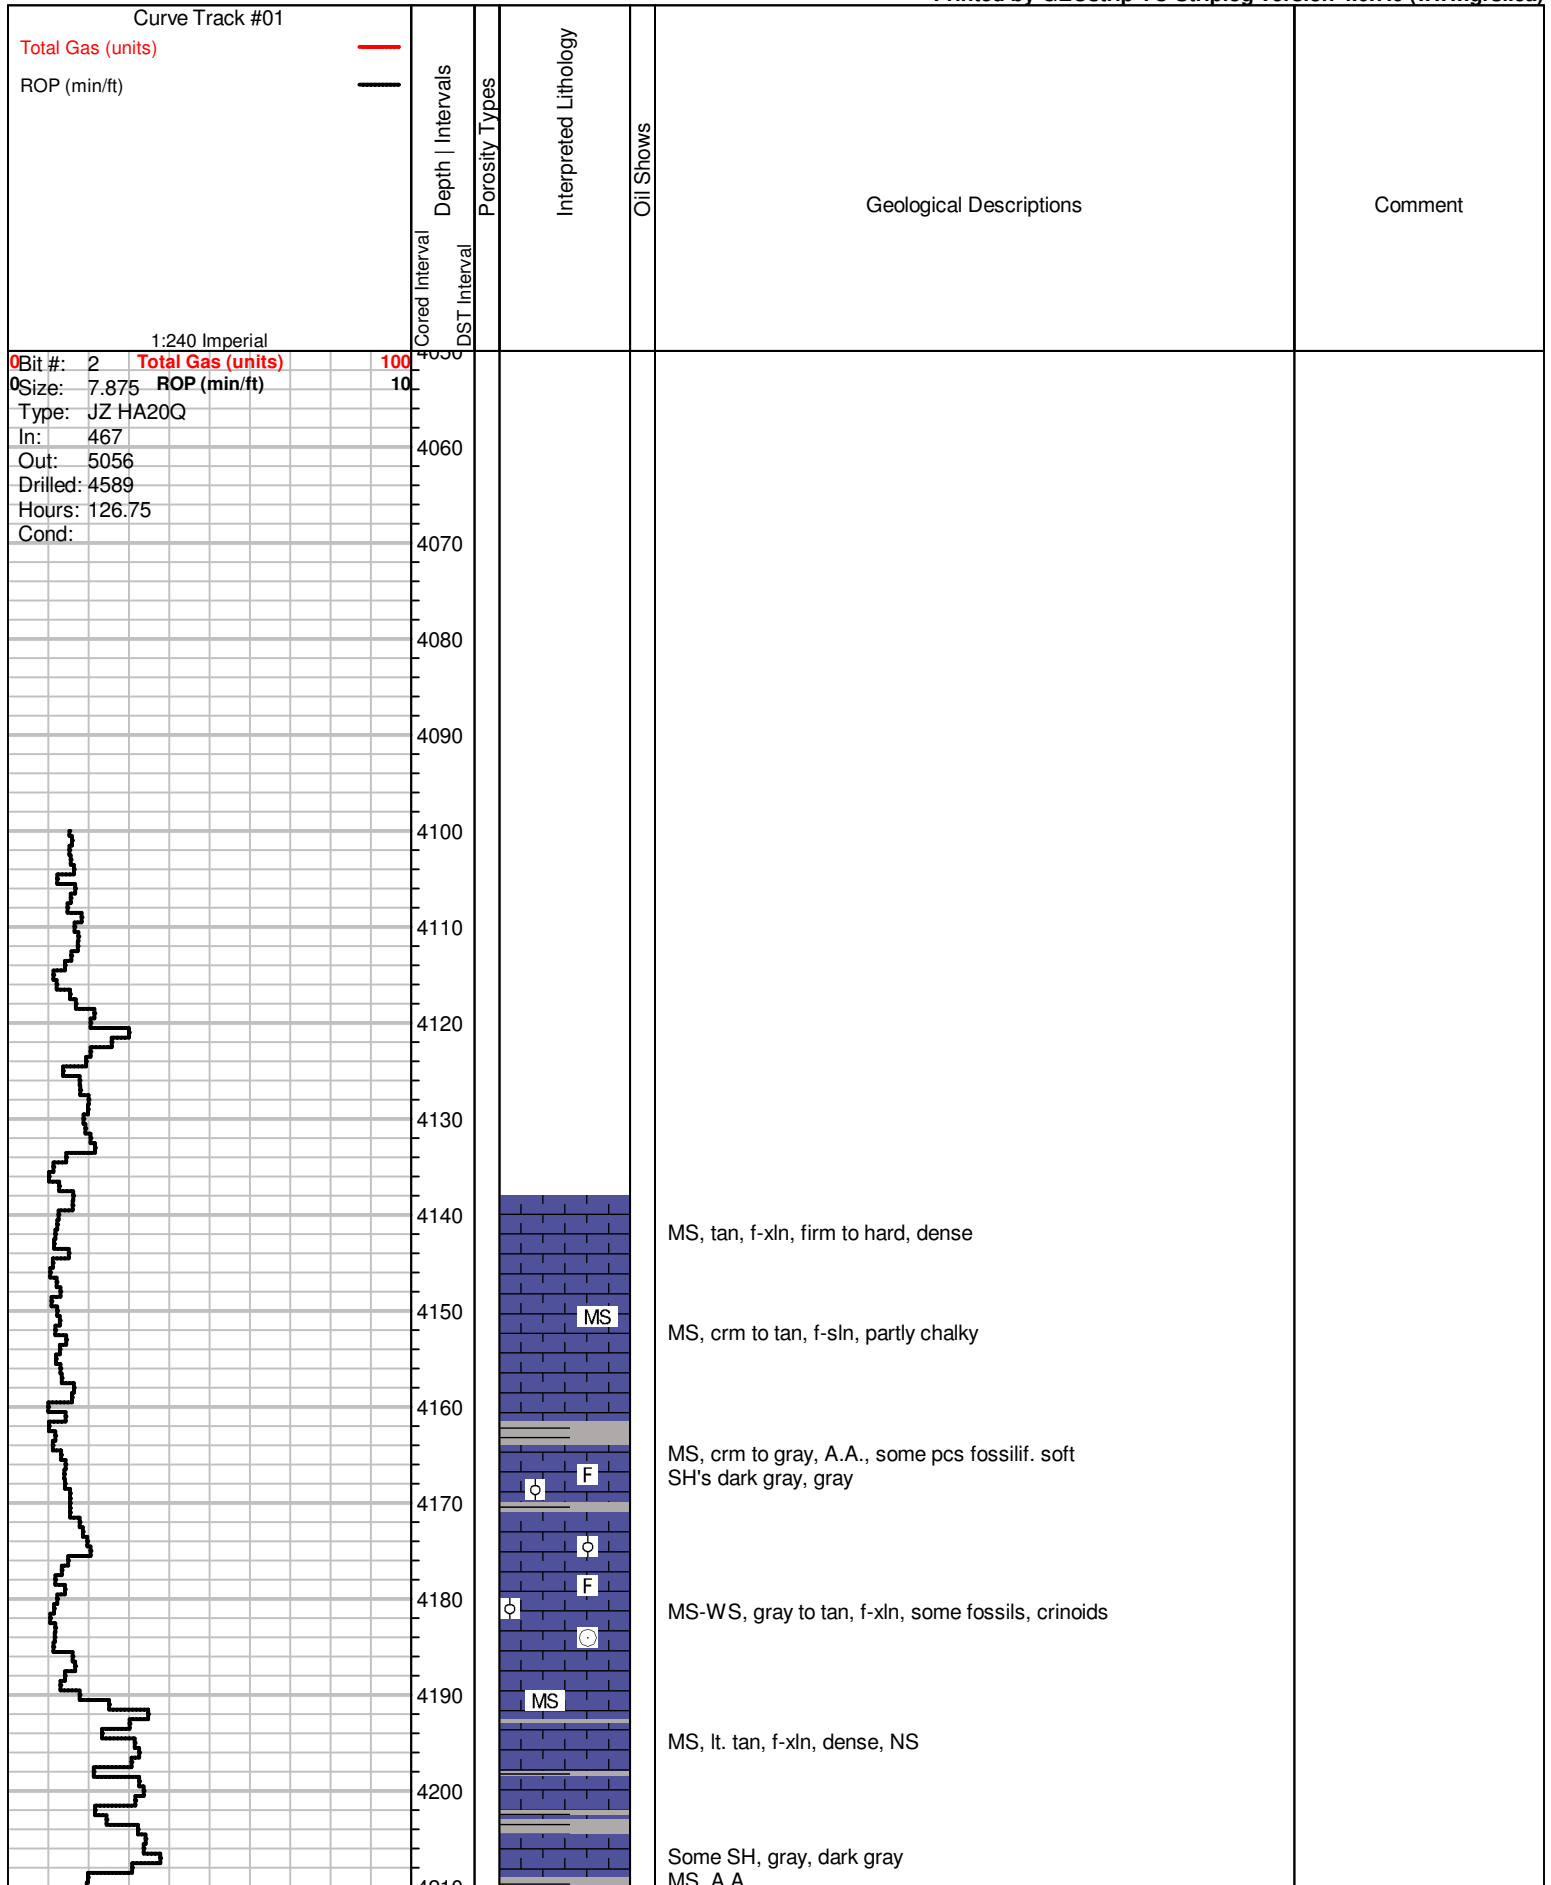 Curve Track #01
Total Gas (units)
ROP (min/ft)
1:240 Imperial
Cored Interval
Depth | Intervals
DST Interval
Porosity Types
Interpreted Lithology
Oil Shows
Geological Descriptions
Comment
0 Total Gas (units) 100
0 ROP (min/ft) 10
Bit #: 2
Size: 7.875
Type: JZ HA20Q
In: 467
Out: 5056
Drilled: 4589
Hours: 126.75
Cond:
4050
4060
4070
4080
4090
4100
4110
4120
4130
4140
MS, tan, f-xln, firm to hard, dense
4150
MS
MS, crm to tan, f-sln, partly chalky
4160
MS, crm to gray, A.A., some pcs fossilif. soft
SH's dark gray, gray
F
4170
F
4180
MS-WS, gray to tan, f-xln, some fossils, crinoids
4190
MS
MS, lt. tan, f-xln, dense, NS
4200
Some SH, gray, dark gray
MS, A.A.
4210